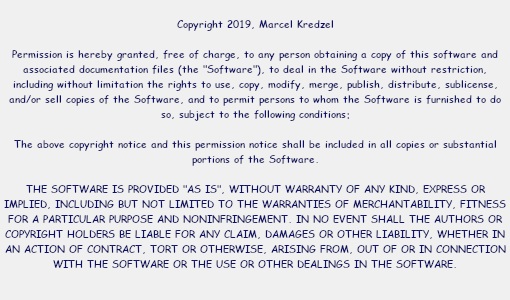 Copyright 2019, Marcel Kredzel
Permission is hereby granted, free of charge, to any person obtaining a copy of this software and
associated documentation files (the "Software"), to deal in the Software without restriction,
including without limitation the rights to use, copy, modify, merge, publish, distribute, sublicense,
and/or sell copies of the Software, and to permit persons to whom the Software is furnished to do
so, subject to the following conditions;
The above copyright notice and this permission notice shall be included in all copies or substantial
portions of the Software.
THE SOFTWARE IS PROVIDED "AS IS", WITHOUT WARRANTY OF ANY KIND, EXPRESS OR
IMPLIED, INCLUDING BUT NOT LIMITED TO THE WARRANTIES OF MERCHANTABILITY, FITNESS
FOR A PARTICULAR PURPOSE AND NONINFRINGEMENT. IN NO EVENT SHALL THE AUTHORS OR
COPYRIGHT HOLDERS BE LIABLE FOR ANY CLAIM, DAMAGES OR OTHER LIABILITY, WHETHER IN
AN ACTION OF CONTRACT, TORT OR OTHERWISE, ARISING FROM, OUT OF OR IN CONNECTION
WITH THE SOFTWARE OR THE USE OR OTHER DEALINGS IN THE SOFTWARE.